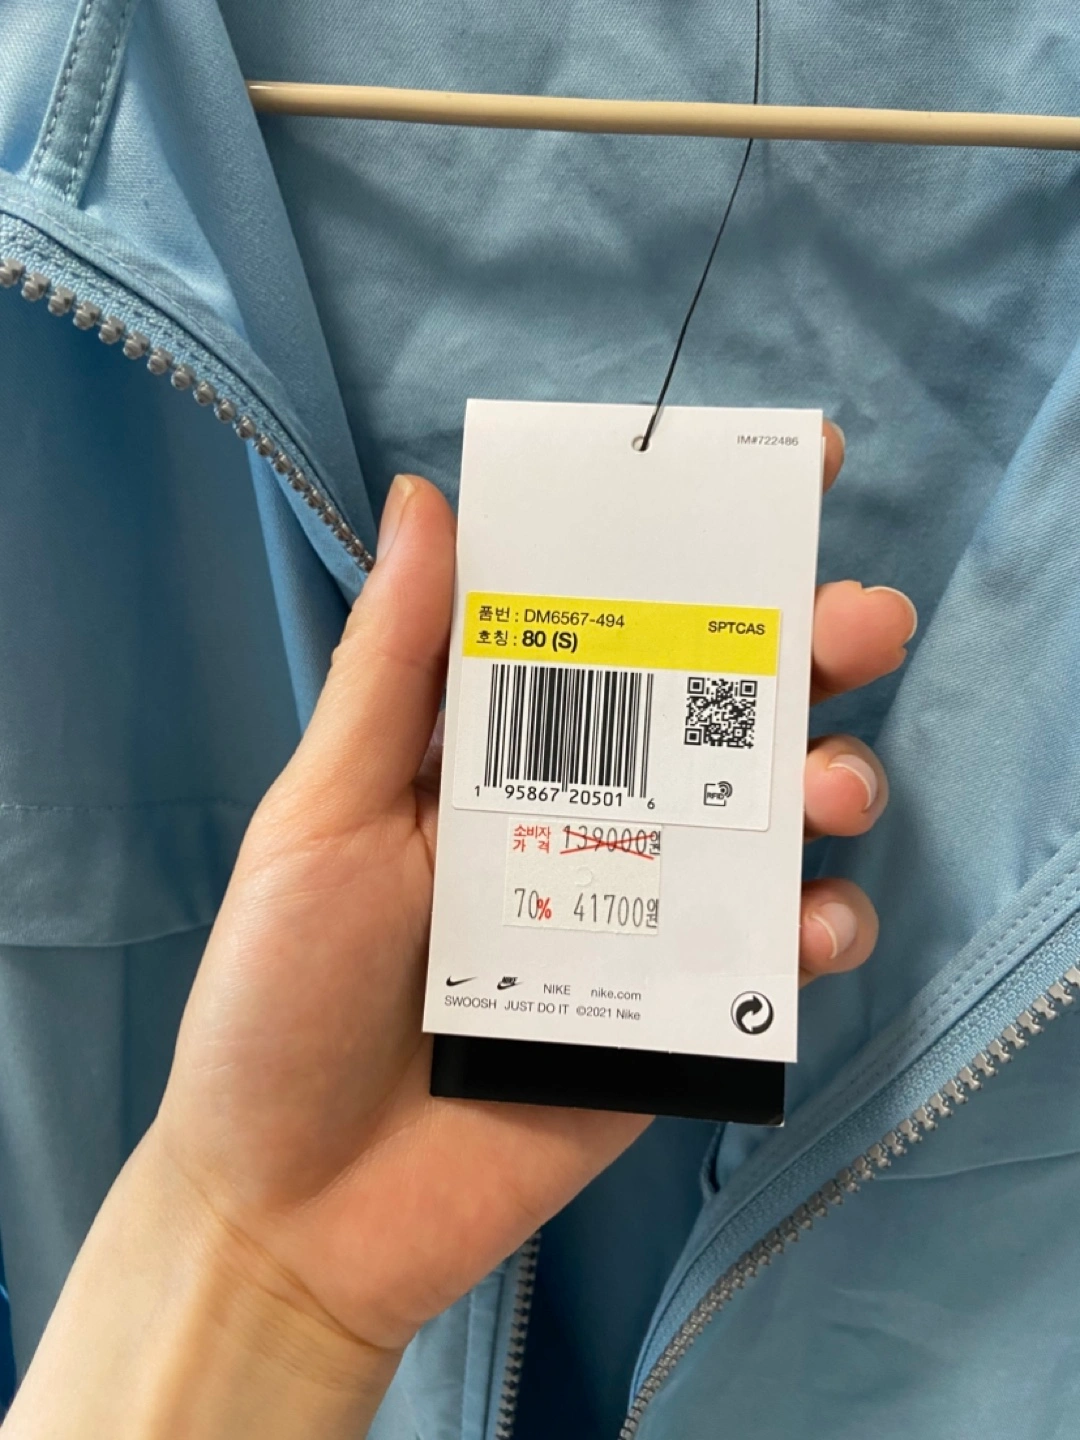 IM#722486
품번 : DM6567-494
호칭 : 80 (S)
SPTCAS
1 95867 20501 6
RFID
소비자
가 격 139000원
70% 41700원
NIKE nike.com
SWOOSH JUST DO IT ©2021 Nike